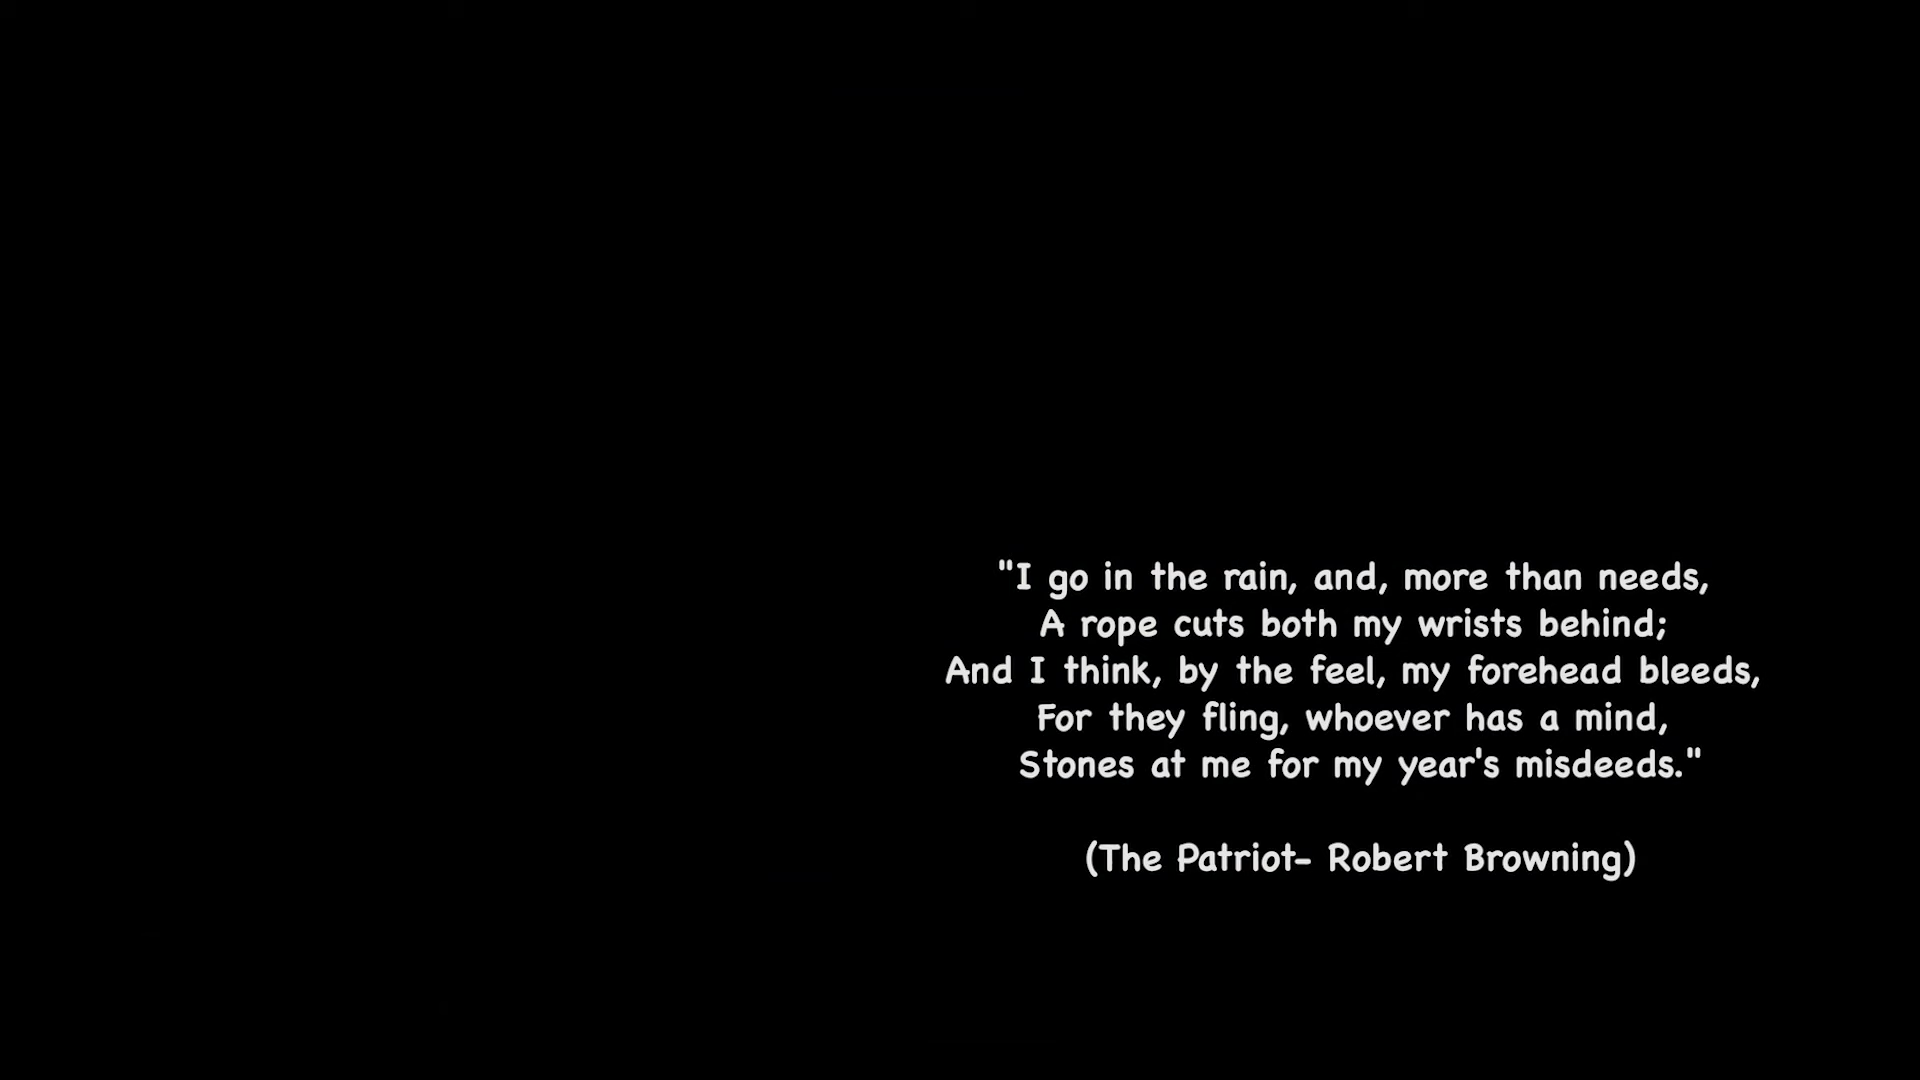 "I go in the rain, and, more than needs,
A rope cuts both my wrists behind;
And I think, by the feel, my forehead bleeds,
For they fling, whoever has a mind,
Stones at me for my year's misdeeds."
(The Patriot- Robert Browning)